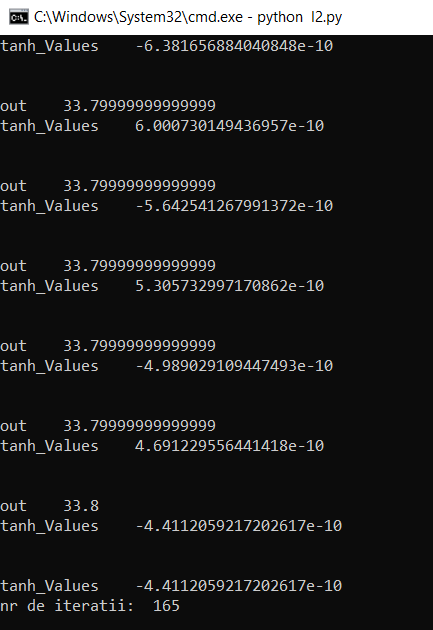 C:\Windows\System32\cmd.exe - python l2.py
tanh_Values -6.381656884040848e-10
out 33.79999999999999
tanh_Values 6.000730149436957e-10
out 33.79999999999999
tanh_Values -5.642541267991372e-10
out 33.79999999999999
tanh_Values 5.305732997170862e-10
out 33.79999999999999
tanh_Values -4.989029109447493e-10
out 33.79999999999999
tanh_Values 4.691229556441418e-10
out 33.8
tanh_Values -4.4112059217202617e-10
tanh_Values -4.4112059217202617e-10
nr de iteratii: 165